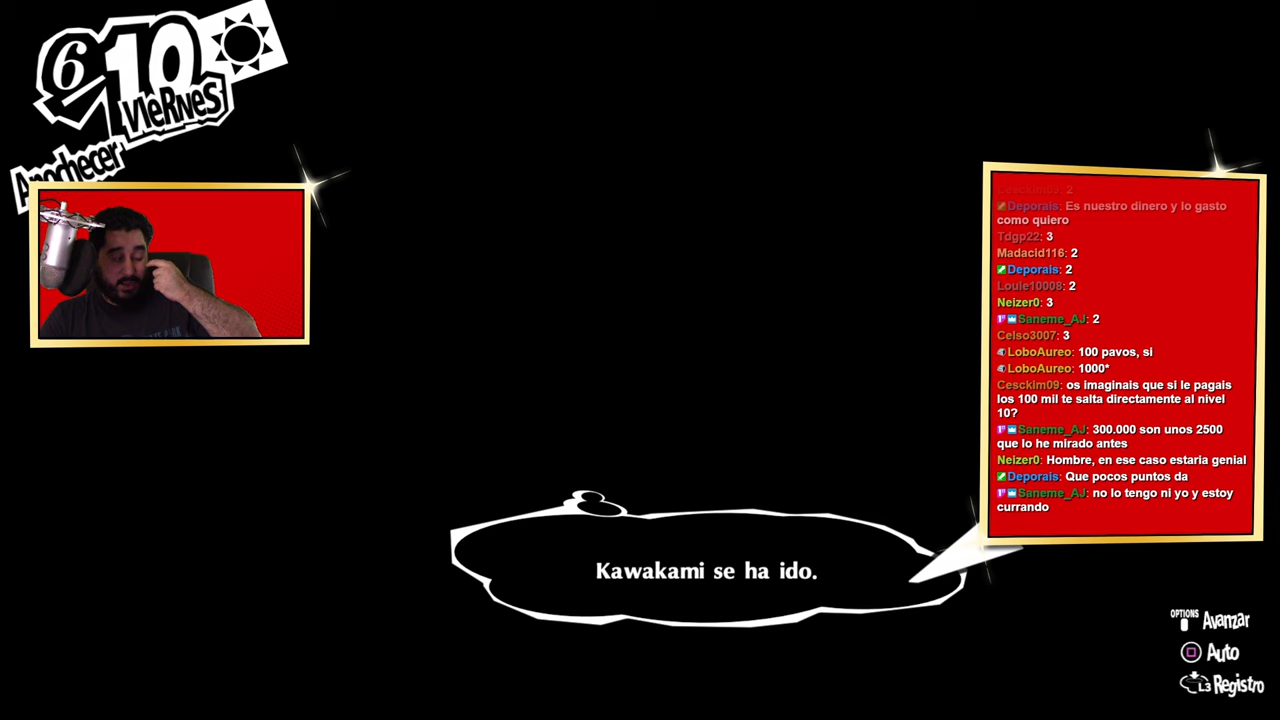 6/10
VIeRNeS
Anochecer
Cesckim09: 2
Deporais: Es nuestro dinero y lo gasto
como quiero
Tdgp22: 3
Madacid116: 2
Deporais: 2
Louie10008: 2
Neizer0: 3
Saneme_AJ: 2
Celso3007: 3
LoboAureo: 100 pavos, si
LoboAureo: 1000*
Cesckim09: os imaginais que si le pagais
los 100 mil te salta directamente al nivel
10?
Saneme_AJ: 300.000 son unos 2500
que lo he mirado antes
Neizer0: Hombre, en ese caso estaria genial
Deporais: Que pocos puntos da
Saneme_AJ: no lo tengo ni yo y estoy
currando
Kawakami se ha ido.
OPTIONS Avanzar
Auto
L3 Registro